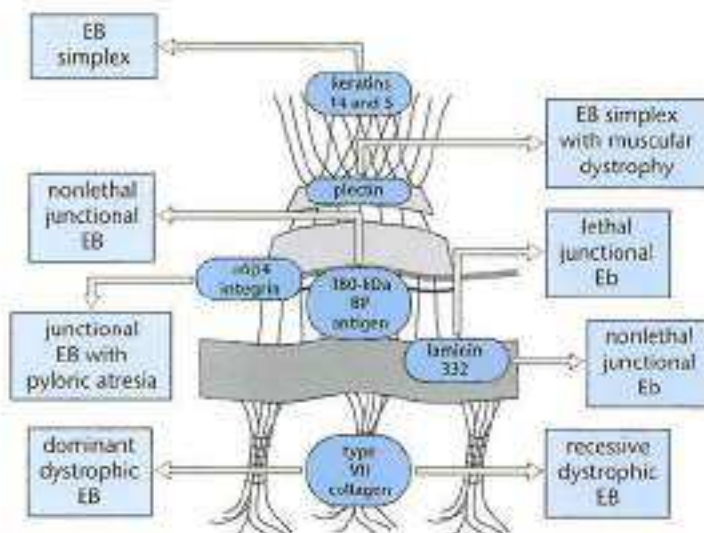 EB
simplex
keratins
14 and 5
EB simplex
with muscular
dystrophy
plectin
nonlethal
junctional
EB
lethal
junctional
Eb
α6β4
integrin
180-kDa
BP
antigen
junctional
EB with
pyloric atresia
laminin
332
nonlethal
junctional
Eb
dominant
dystrophic
EB
type
VII
collagen
recessive
dystrophic
EB